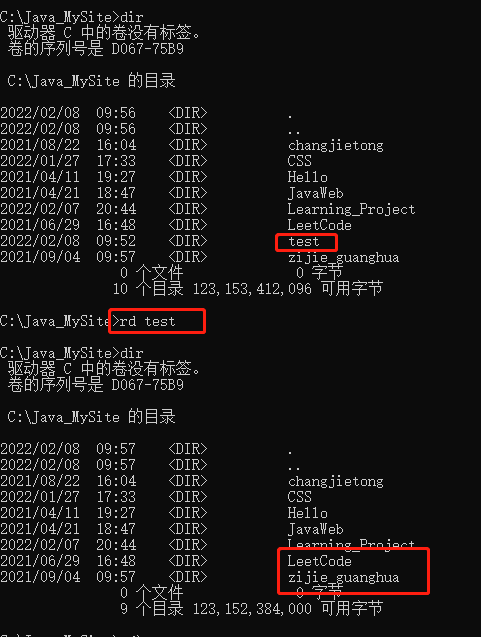 C:\Java_MySite>dir
驱动器 C 中的卷没有标签。
卷的序列号是 D067-75B9
C:\Java_MySite 的目录
2022/02/08 09:56 <DIR> .
2022/02/08 09:56 <DIR> ..
2021/08/22 16:04 <DIR> changjietong
2022/01/27 17:33 <DIR> CSS
2021/04/11 19:27 <DIR> Hello
2021/04/21 18:47 <DIR> JavaWeb
2022/02/07 20:44 <DIR> Learning_Project
2021/06/29 16:48 <DIR> LeetCode
2022/02/08 09:52 <DIR> test
2021/09/04 09:57 <DIR> zijie_guanghua
0 个文件 0 字节
10 个目录 123,153,412,096 可用字节
C:\Java_MySite>rd test
C:\Java_MySite>dir
驱动器 C 中的卷没有标签。
卷的序列号是 D067-75B9
C:\Java_MySite 的目录
2022/02/08 09:57 <DIR> .
2022/02/08 09:57 <DIR> ..
2021/08/22 16:04 <DIR> changjietong
2022/01/27 17:33 <DIR> CSS
2021/04/11 19:27 <DIR> Hello
2021/04/21 18:47 <DIR> JavaWeb
2022/02/07 20:44 <DIR> Learning_Project
2021/06/29 16:48 <DIR> LeetCode
2021/09/04 09:57 <DIR> zijie_guanghua
0 个文件 0 字节
9 个目录 123,152,384,000 可用字节